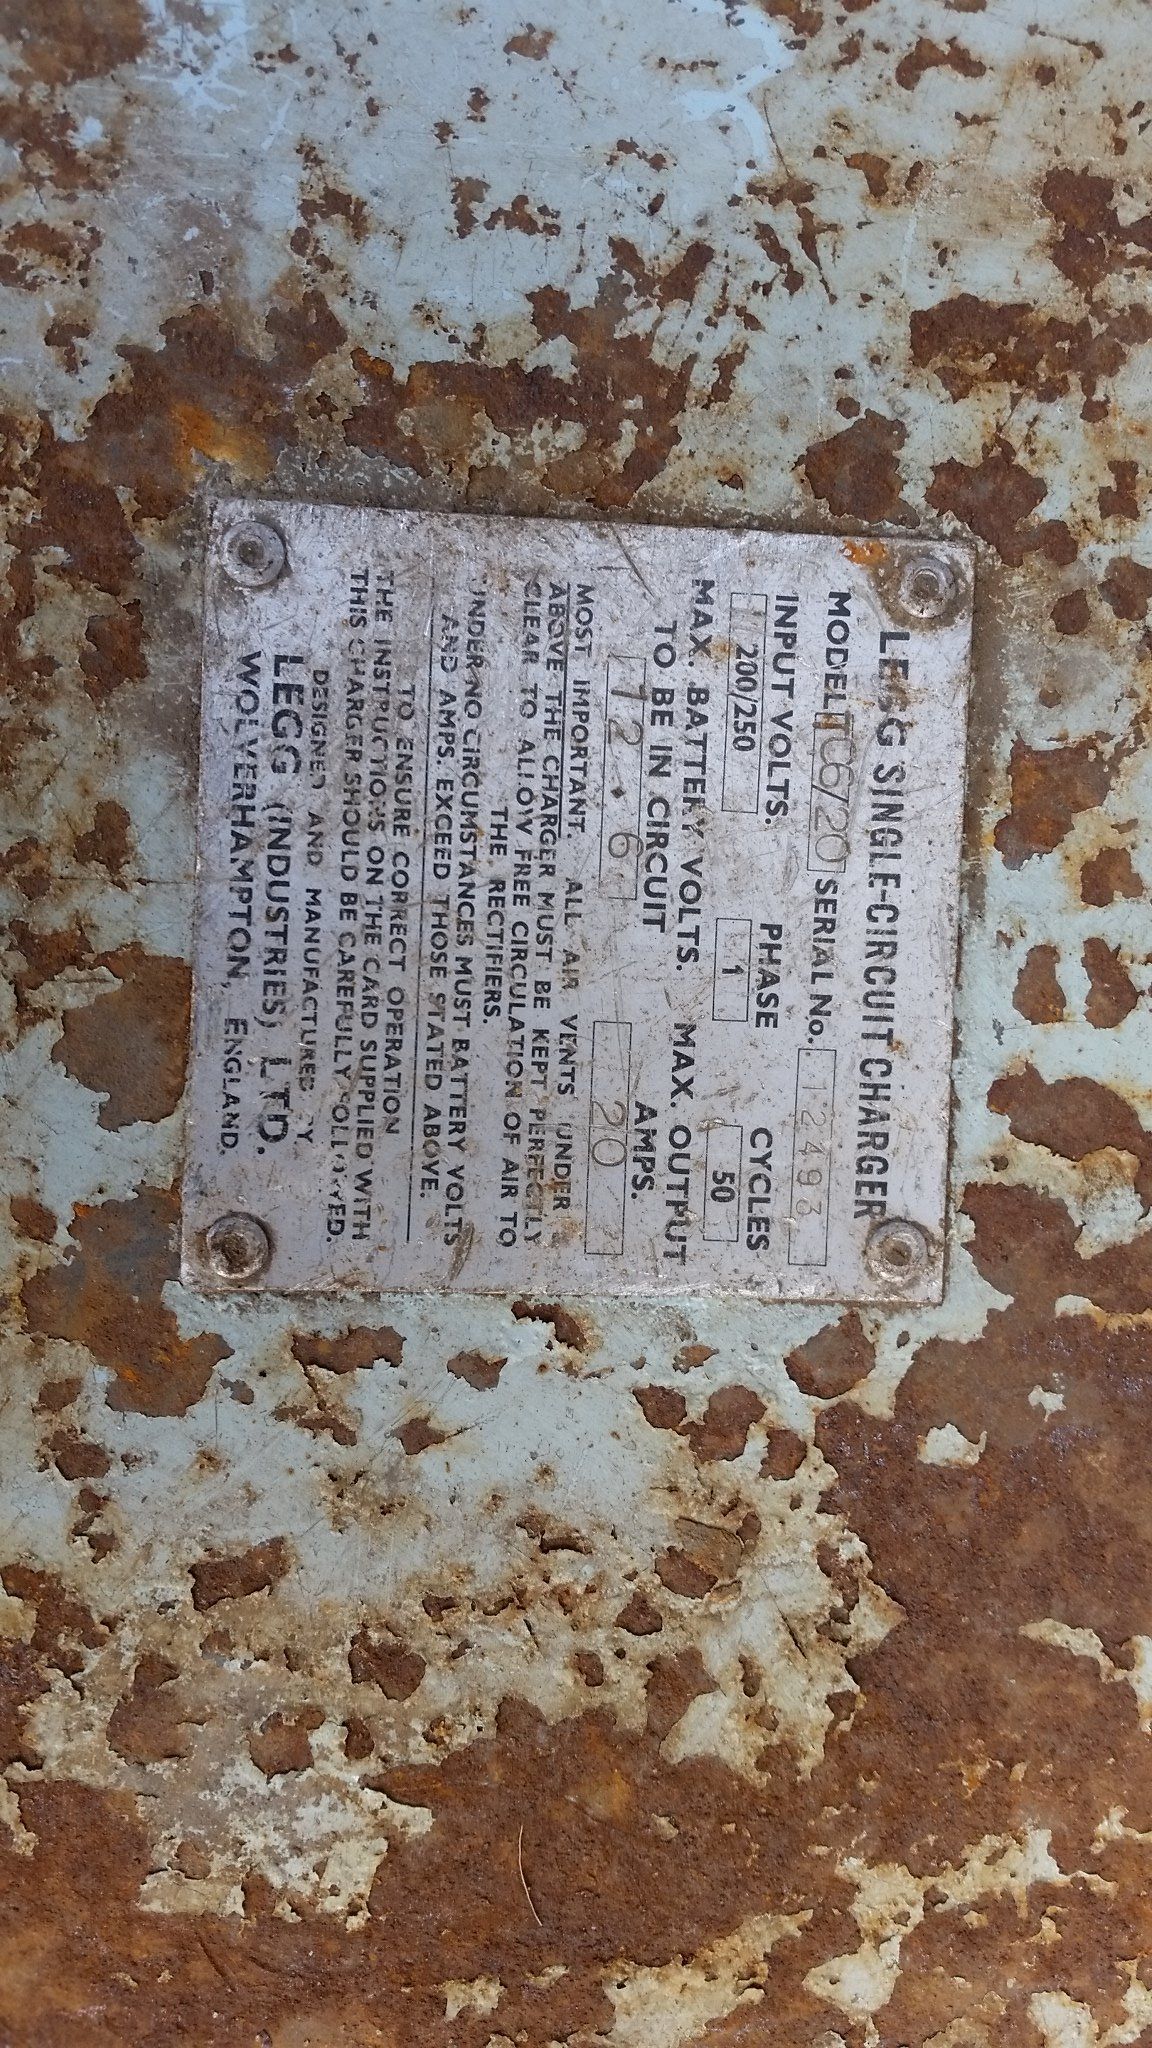 LEGG SINGLE-CIRCUIT CHARGER
MODEL TC6/20 SERIAL No. 12493
INPUT VOLTS. PHASE CYCLES
200/250 1 50
MAX. BATTERY VOLTS. MAX. OUTPUT
TO BE IN CIRCUIT AMPS.
72.6 20
MOST IMPORTANT. ALL AIR VENTS UNDER
ABOVE THE CHARGER MUST BE KEPT PERFECTLY
CLEAR TO ALLOW FREE CIRCULATION OF AIR TO
THE RECTIFIERS.
UNDER NO CIRCUMSTANCES MUST BATTERY VOLTS
AND AMPS. EXCEED THOSE STATED ABOVE.
TO ENSURE CORRECT OPERATION
THE INSTRUCTIONS ON THE CARD SUPPLIED WITH
THIS CHARGER SHOULD BE CAREFULLY FOLLOWED.
DESIGNED AND MANUFACTURED BY
LEGG (INDUSTRIES) LTD.
WOLVERHAMPTON, ENGLAND.